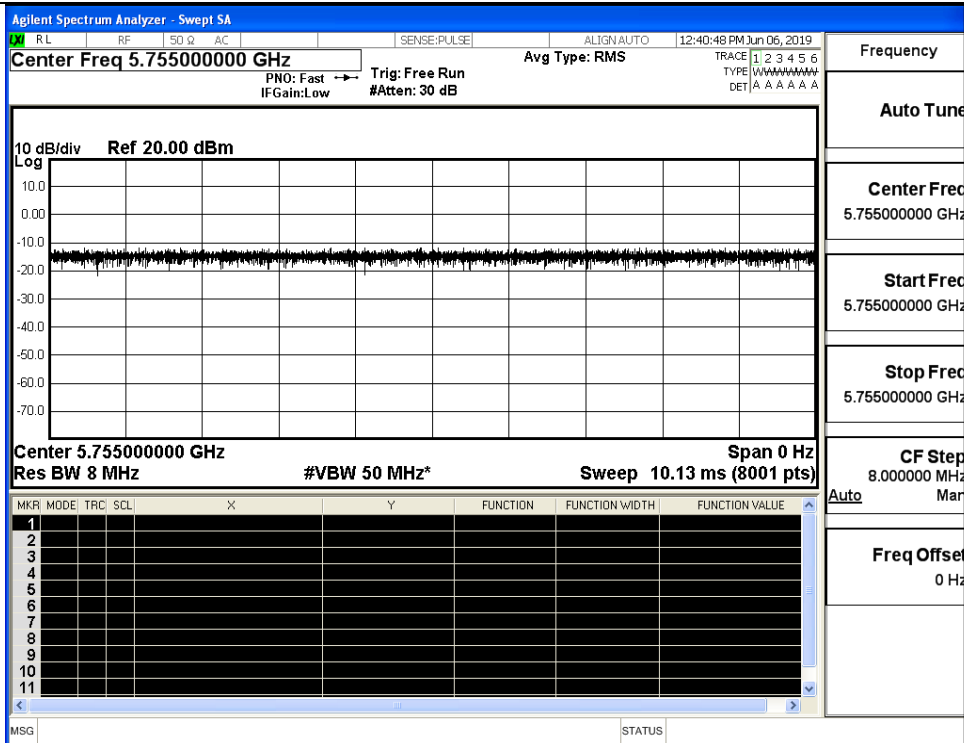 Agilent Spectrum Analyzer - Swept SA
LXI RL RF 50 Ω AC SENSE:PULSE ALIGN AUTO 12:40:48 PM Jun 06, 2019
Center Freq 5.755000000 GHz Avg Type: RMS TRACE 1 2 3 4 5 6
PNO: Fast Trig: Free Run TYPE WWWWWW
IFGain:Low #Atten: 30 dB DET A A A A A A
10 dB/div Ref 20.00 dBm
Log
10.0
0.00
-10.0
-20.0
-30.0
-40.0
-50.0
-60.0
-70.0
Center 5.755000000 GHz Span 0 Hz
Res BW 8 MHz #VBW 50 MHz* Sweep 10.13 ms (8001 pts)
MKR MODE TRC SCL X Y FUNCTION FUNCTION WIDTH FUNCTION VALUE
1
2
3
4
5
6
7
8
9
10
11
MSG STATUS
Frequency
Auto Tune
Center Freq
5.755000000 GHz
Start Freq
5.755000000 GHz
Stop Freq
5.755000000 GHz
CF Step
8.000000 MHz
Auto Man
Freq Offset
0 Hz